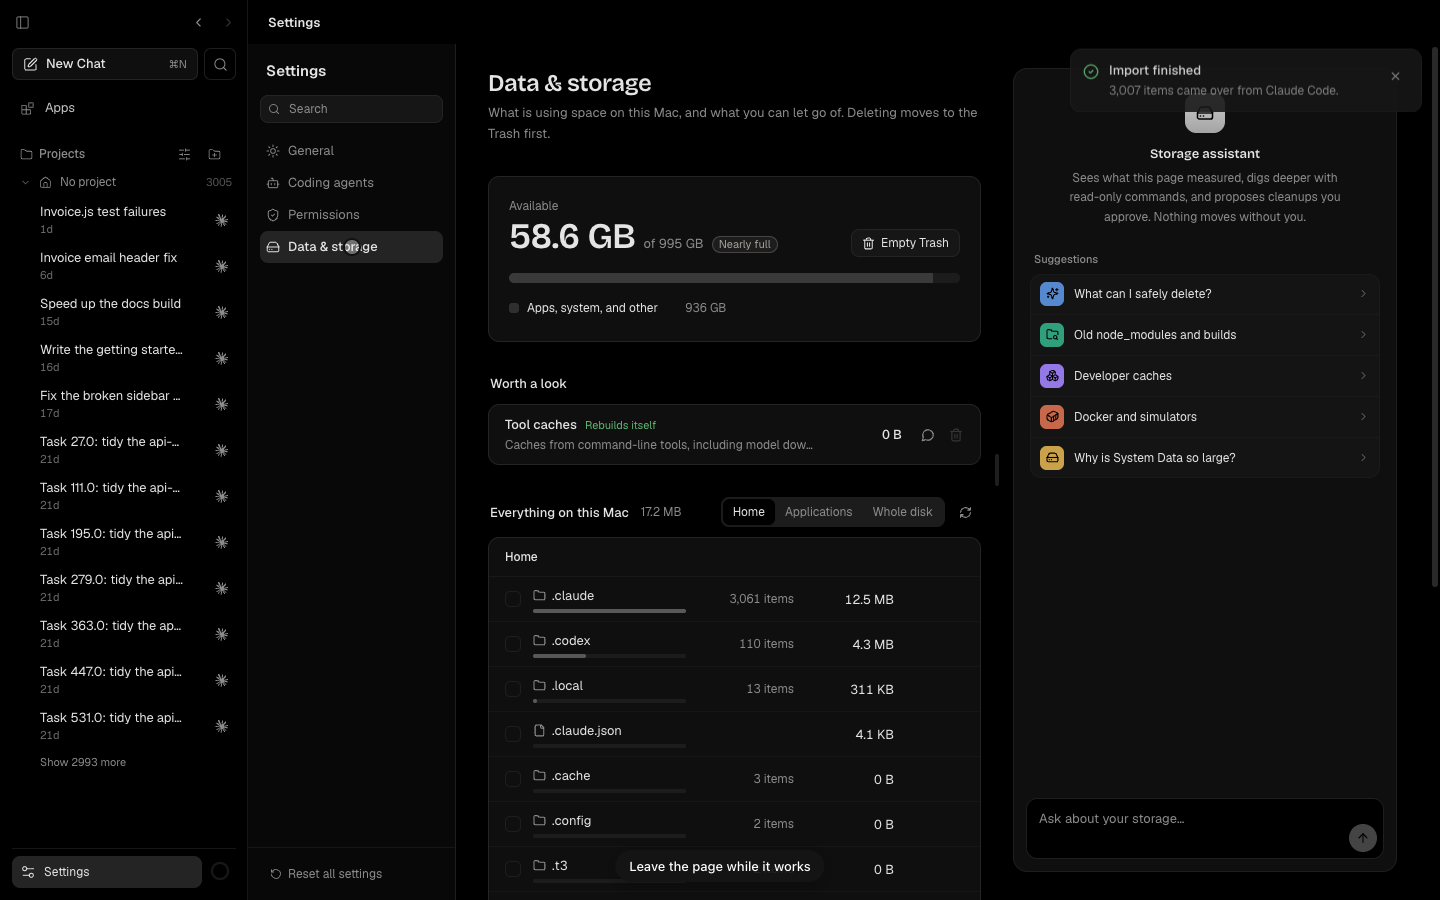 Settings
New Chat
⌘N
Apps
Projects
No project
3005
Invoice.js test failures
1d
Invoice email header fix
6d
Speed up the docs build
15d
Write the getting starte…
16d
Fix the broken sidebar …
17d
Task 27.0: tidy the api-…
21d
Task 111.0: tidy the api-…
21d
Task 195.0: tidy the api…
21d
Task 279.0: tidy the api…
21d
Task 363.0: tidy the ap…
21d
Task 447.0: tidy the api…
21d
Task 531.0: tidy the api…
21d
Show 2993 more
Settings
Settings
Search
General
Coding agents
Permissions
Data & storage
Reset all settings
Data & storage
What is using space on this Mac, and what you can let go of. Deleting moves to the
Trash first.
Available
58.6 GB of 995 GB Nearly full
Empty Trash
Apps, system, and other 936 GB
Worth a look
Tool caches Rebuilds itself
Caches from command-line tools, including model dow…
0 B
Everything on this Mac 17.2 MB
Home Applications Whole disk
Home
.claude 3,061 items 12.5 MB
.codex 110 items 4.3 MB
.local 13 items 311 KB
.claude.json 4.1 KB
.cache 3 items 0 B
.config 2 items 0 B
.t3 0 B
Leave the page while it works
Import finished
3,007 items came over from Claude Code.
Storage assistant
Sees what this page measured, digs deeper with
read-only commands, and proposes cleanups you
approve. Nothing moves without you.
Suggestions
What can I safely delete?
Old node_modules and builds
Developer caches
Docker and simulators
Why is System Data so large?
Ask about your storage…